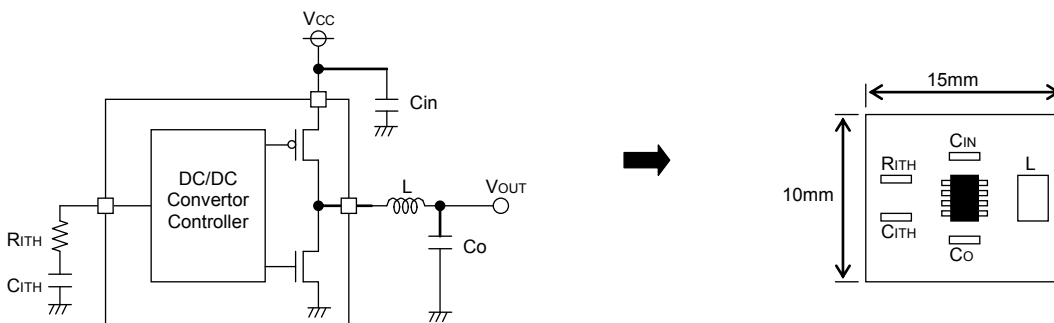 VCC
Cin
DC/DC
Convertor
Controller
L
VOUT
RITH
Co
CITH
15mm
CIN
RITH
L
10mm
CITH
CO